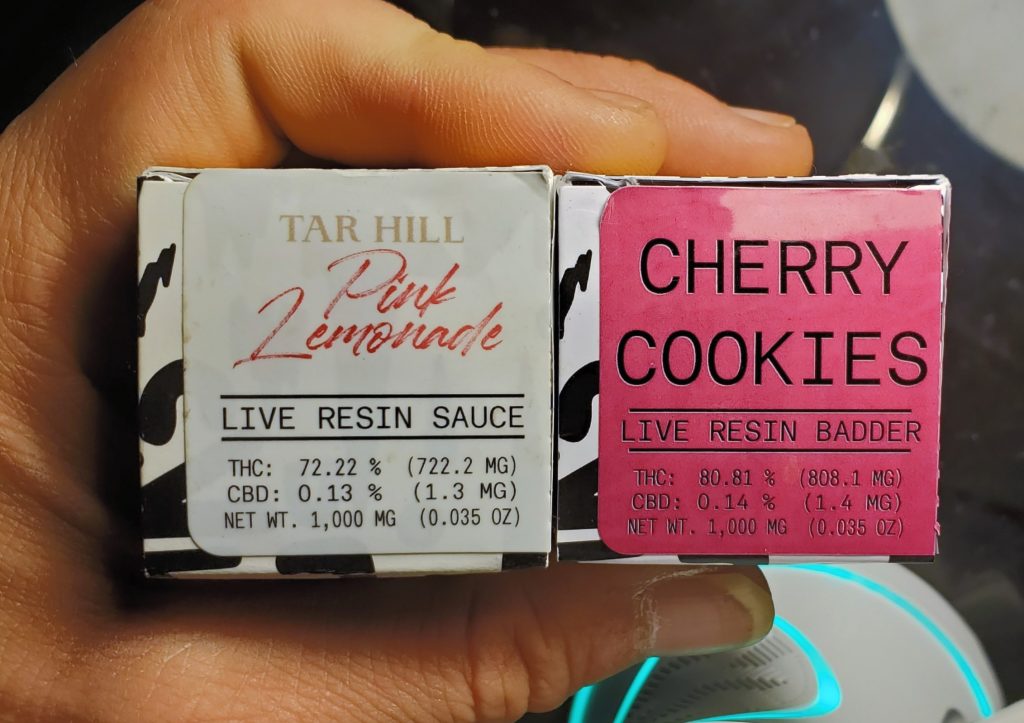 TAR HILL
Pink
Lemonade
LIVE RESIN SAUCE
THC: 72.22 % (722.2 MG)
CBD: 0.13 % (1.3 MG)
NET WT. 1,000 MG (0.035 OZ)
CHERRY
COOKIES
LIVE RESIN BADDER
THC: 80.81 % (808.1 MG)
CBD: 0.14 % (1.4 MG)
NET WT. 1,000 MG (0.035 OZ)